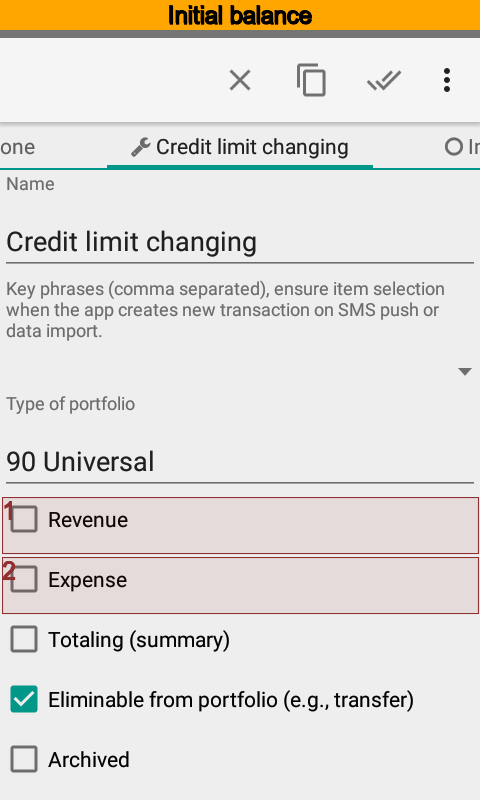 Initial balance
one
Credit limit changing
Name
Credit limit changing
Key phrases (comma separated), ensure item selection
when the app creates new transaction on SMS push or
data import.
Type of portfolio
90 Universal
1
Revenue
2
Expense
Totaling (summary)
Eliminable from portfolio (e.g., transfer)
Archived